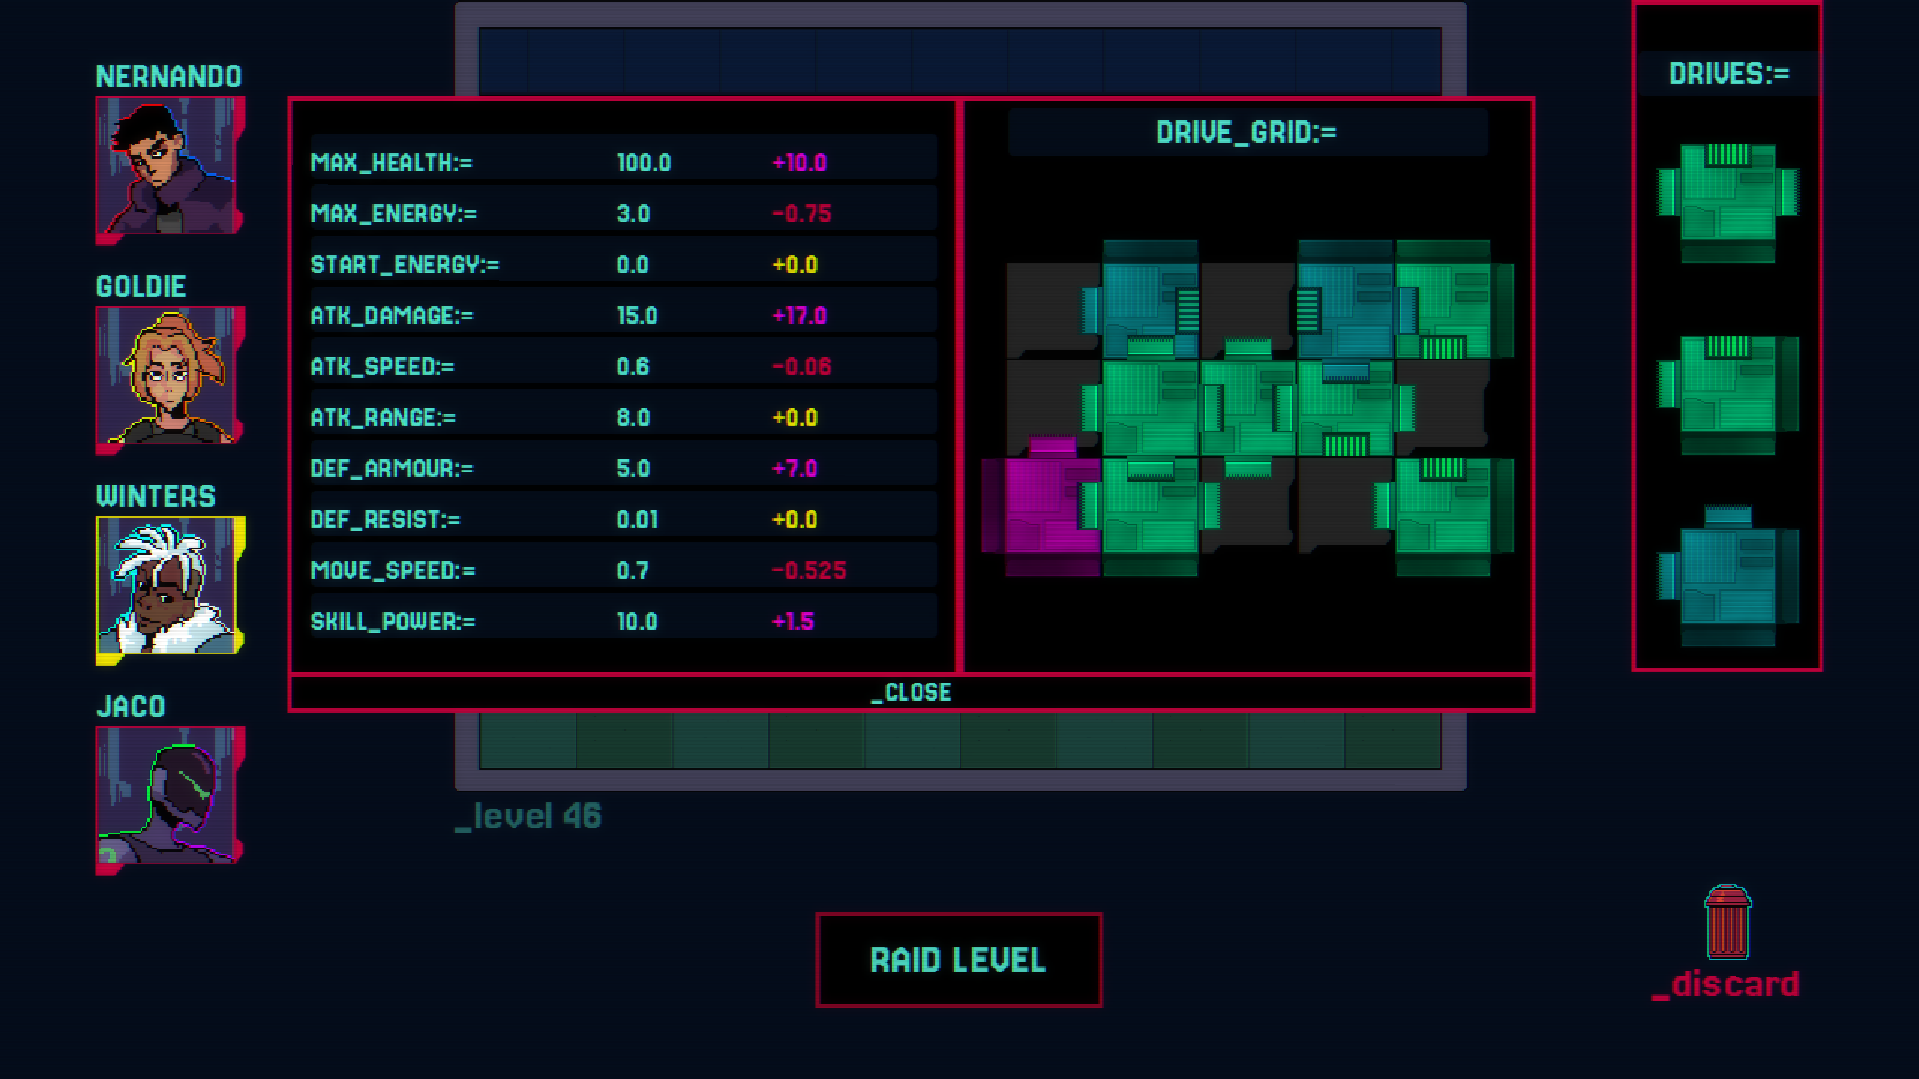 NERNANDO
GOLDIE
WINTERS
JACO
MAX_HEALTH:= 100.0 +10.0
MAX_ENERGY:= 3.0 -0.75
START_ENERGY:= 0.0 +0.0
ATK_DAMAGE:= 15.0 +17.0
ATK_SPEED:= 0.6 -0.06
ATK_RANGE:= 8.0 +0.0
DEF_ARMOUR:= 5.0 +7.0
DEF_RESIST:= 0.01 +0.0
MOVE_SPEED:= 0.7 -0.525
SKILL_POWER:= 10.0 +1.5
DRIVE_GRID:=
_CLOSE
DRIVES:=
_level 46
RAID LEVEL
_discard